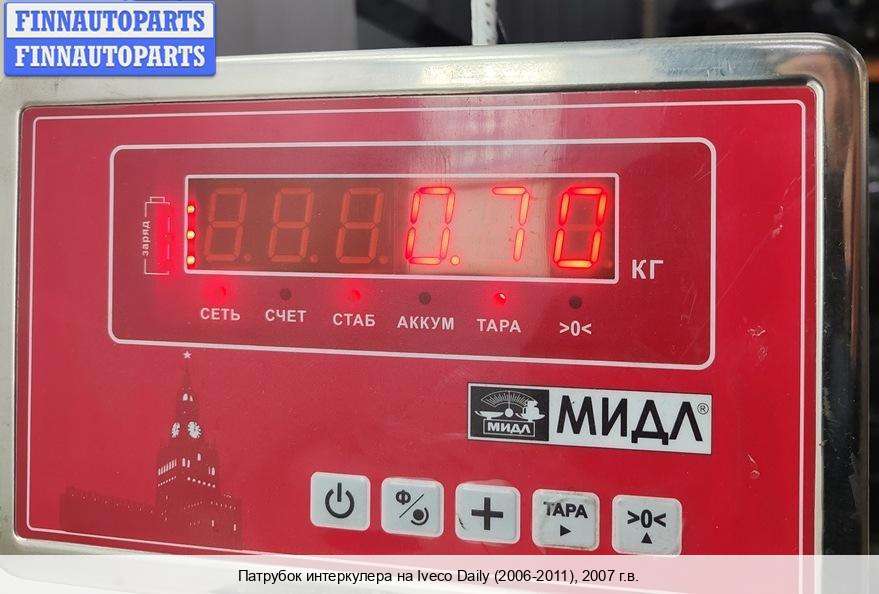 FINNAUTOPARTS
FINNAUTOPARTS
заряд
0.70
КГ
СЕТЬ СЧЕТ СТАБ АККУМ ТАРА >0<
МИДЛ МИДЛ®
Ф ТАРА >0<
Патрубок интеркулера на Iveco Daily (2006-2011), 2007 г.в.